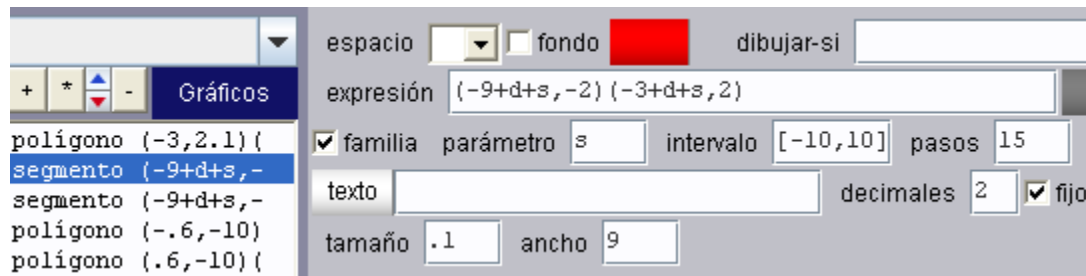 espacio fondo dibujar-si
+ * - Gráficos
expresión (-9+d+s,-2)(-3+d+s,2)
polígono (-3,2.1)(
familia parámetro s intervalo [-10,10] pasos 15
segmento (-9+d+s,-
segmento (-9+d+s,-
texto decimales 2 fijo
polígono (-.6,-10)
tamaño .1 ancho 9
polígono (.6,-10)(